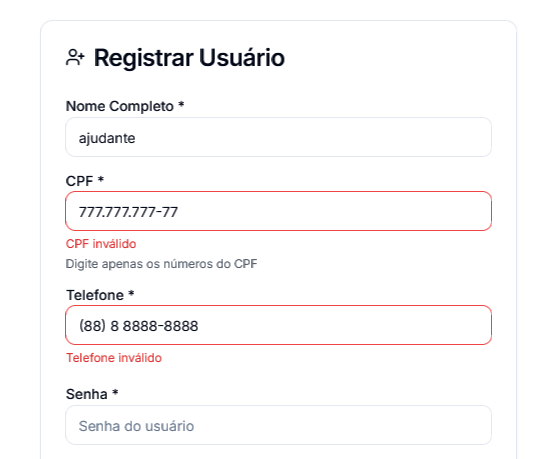 Registrar Usuário
Nome Completo *
ajudante
CPF *
777.777.777-77
CPF inválido
Digite apenas os números do CPF
Telefone *
(88) 8 8888-8888
Telefone inválido
Senha *
Senha do usuário